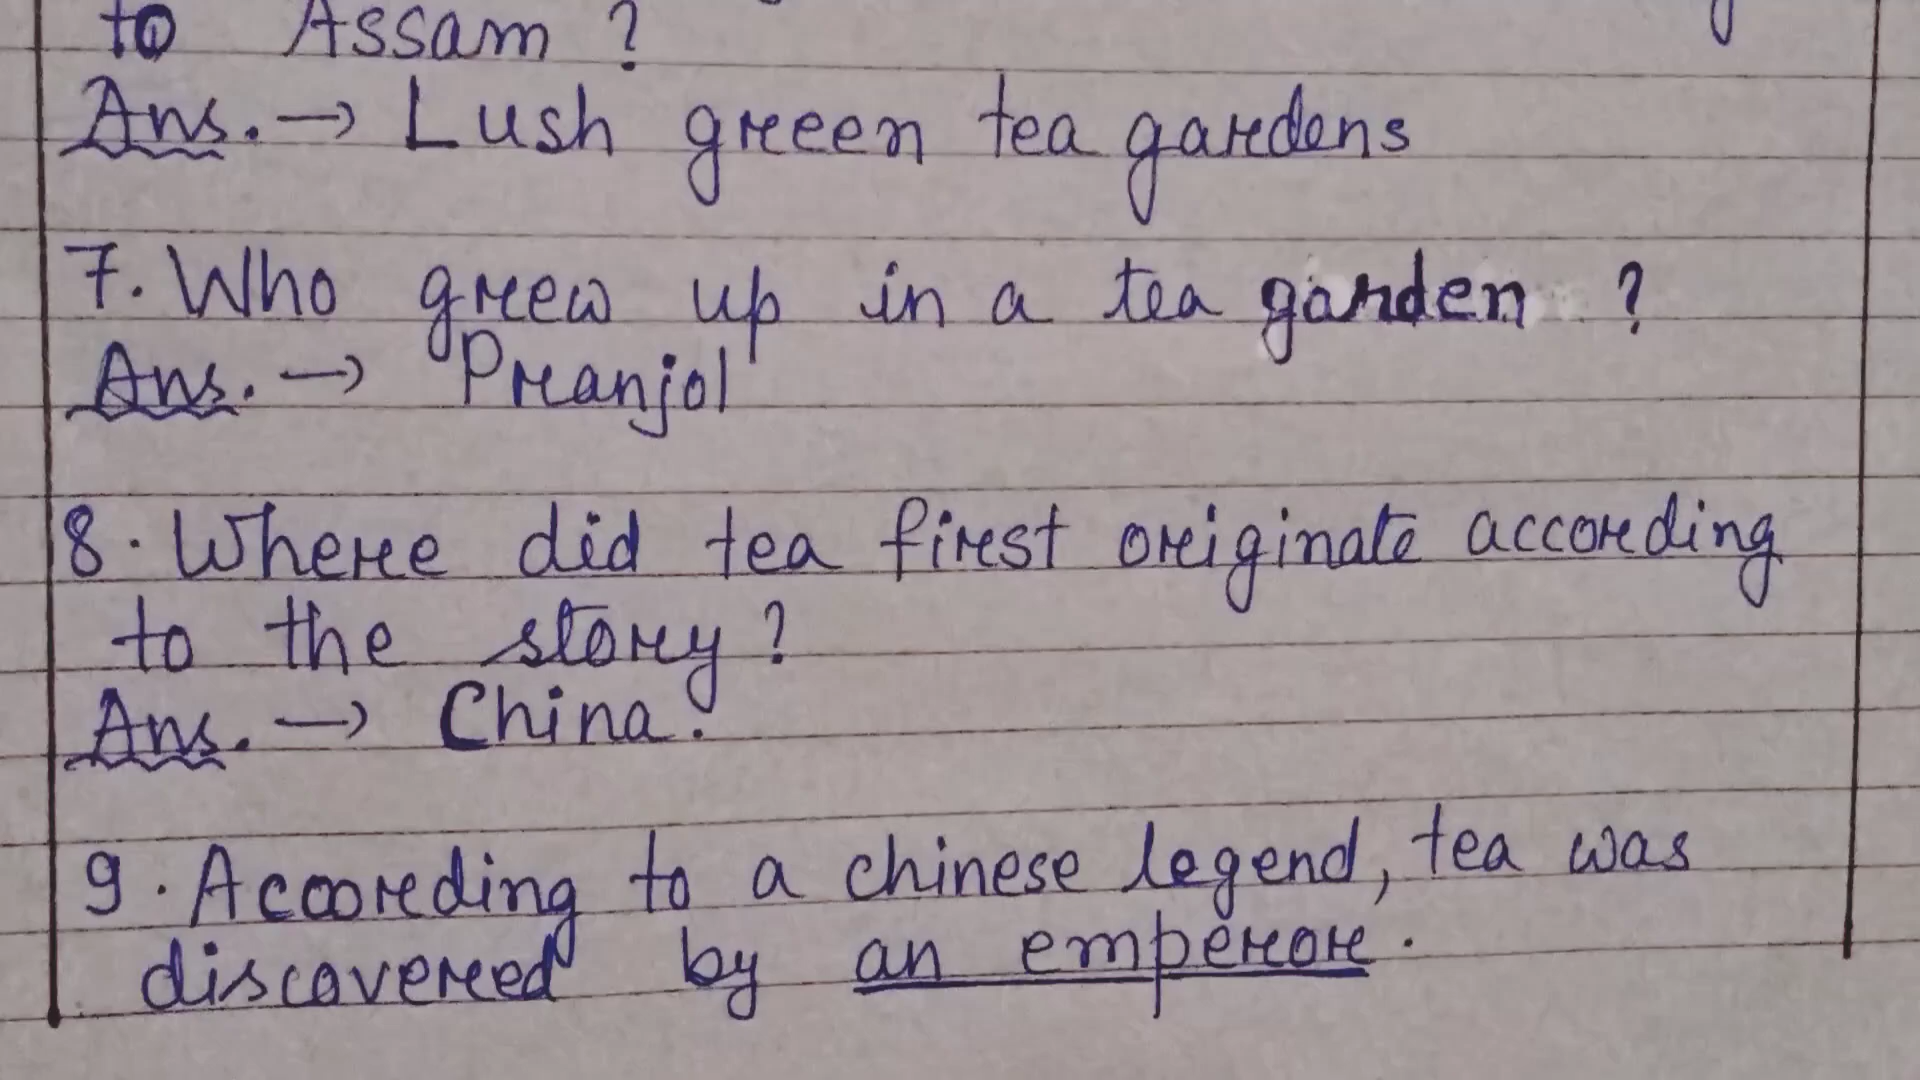 to Assam ?
Ans. → Lush green tea gardens
7. Who grew up in a tea garden ?
Ans. → Pranjol
8. Where did tea first originate according
to the story?
Ans. → China.
9. According to a chinese legend, tea was
discovered by an emperor.